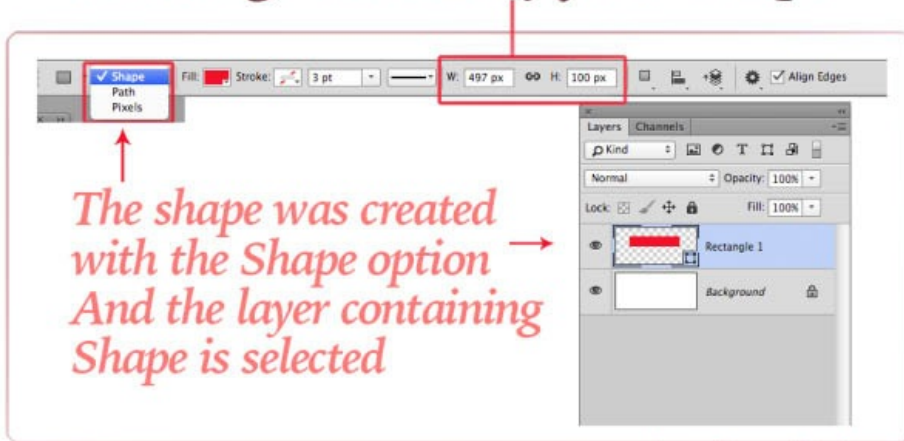 Shape Fill: Stroke: 3 pt W: 497 px H: 100 px Align Edges
Path
Pixels
Layers Channels
Kind
Normal Opacity: 100%
Lock: Fill: 100%
Rectangle 1
Background
The shape was created
with the Shape option
And the layer containing
Shape is selected